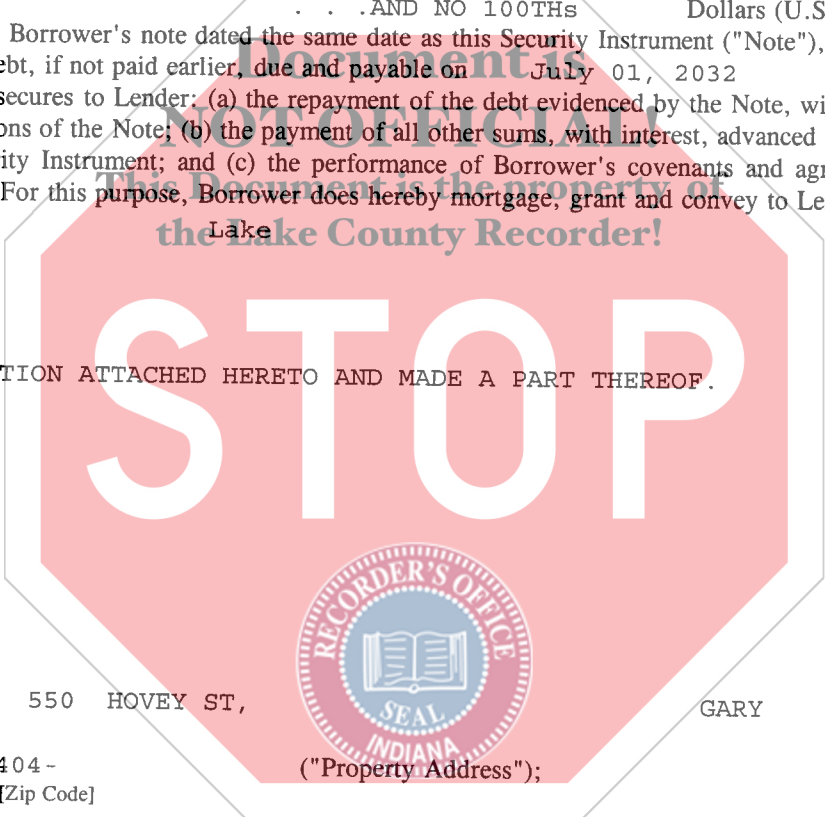 . . .AND NO 100THs Dollars (U.S
Borrower's note dated the same date as this Security Instrument ("Note"),
Document is
ebt, if not paid earlier, due and payable on July 01, 2032
secures to Lender: (a) the repayment of the debt evidenced by the Note, wi
NOT OFFICIAL!
ons of the Note; (b) the payment of all other sums, with interest, advanced
ity Instrument; and (c) the performance of Borrower's covenants and agr
This Document is the property of
For this purpose, Borrower does hereby mortgage, grant and convey to Le
the Lake County Recorder!
Lake
TION ATTACHED HERETO AND MADE A PART THEREOF.
STOP
RECORDER'S OFFICE
SEAL
INDIANA
550 HOVEY ST, GARY
404- ("Property Address");
[Zip Code]